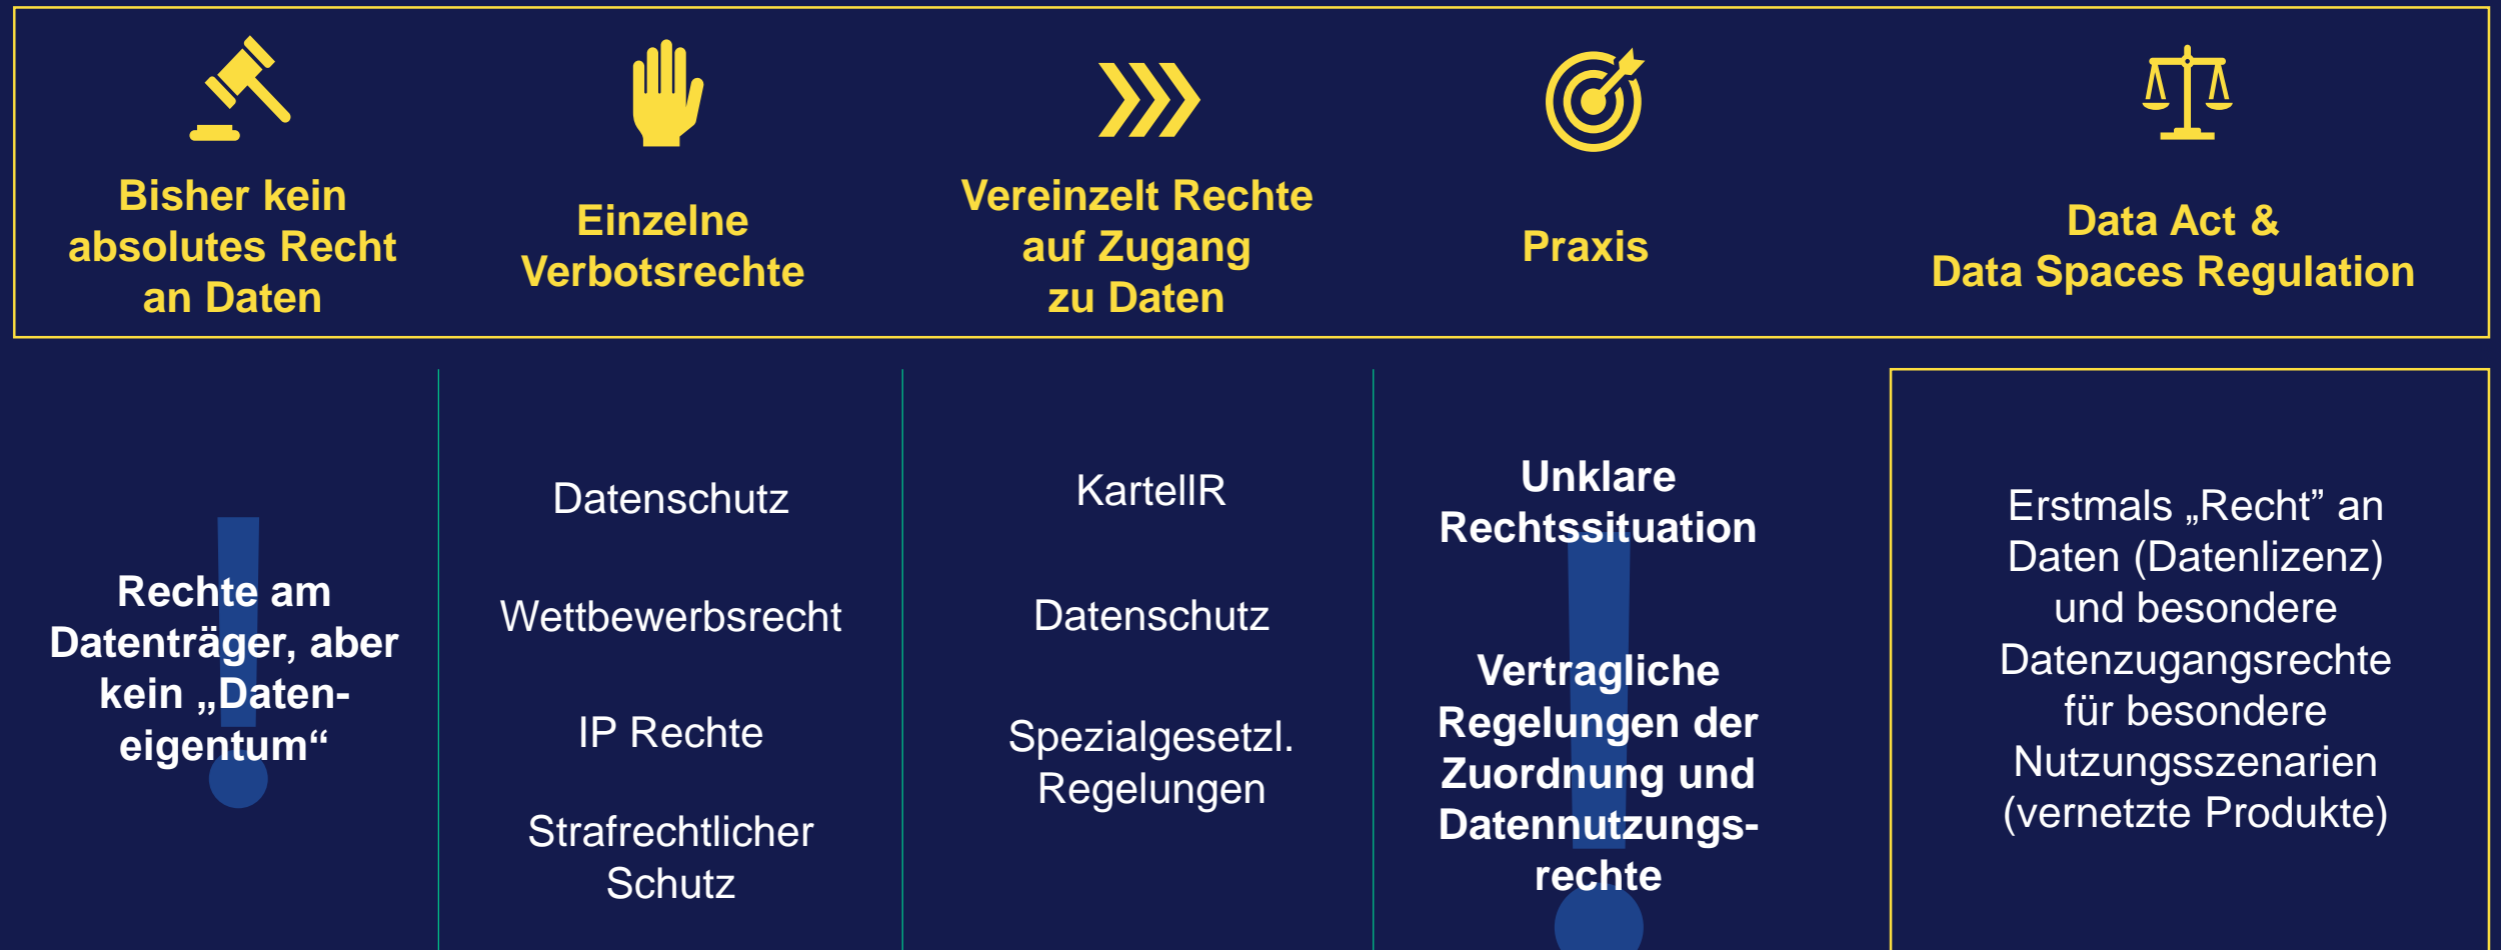 Bisher kein
absolutes Recht
an Daten
Einzelne
Verbotsrechte
Vereinzelt Rechte
auf Zugang
zu Daten
Praxis
Data Act &
Data Spaces Regulation
Rechte am
Datenträger, aber
kein „Daten-
eigentum“
Datenschutz
Wettbewerbsrecht
IP Rechte
Strafrechtlicher
Schutz
KartellR
Datenschutz
Spezialgesetzl.
Regelungen
Unklare
Rechtssituation
Vertragliche
Regelungen der
Zuordnung und
Datennutzungs-
rechte
Erstmals „Recht” an
Daten (Datenlizenz)
und besondere
Datenzugangsrechte
für besondere
Nutzungsszenarien
(vernetzte Produkte)